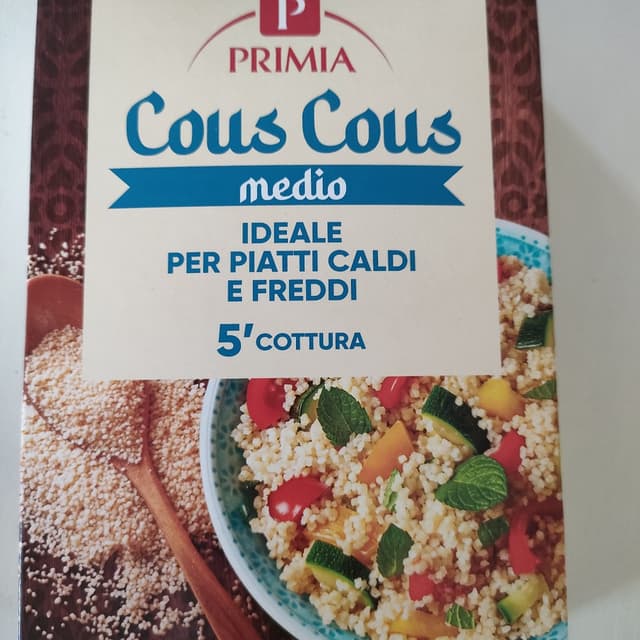 P
PRIMIA
Cous Cous
medio
IDEALE
PER PIATTI CALDI
E FREDDI
5' COTTURA